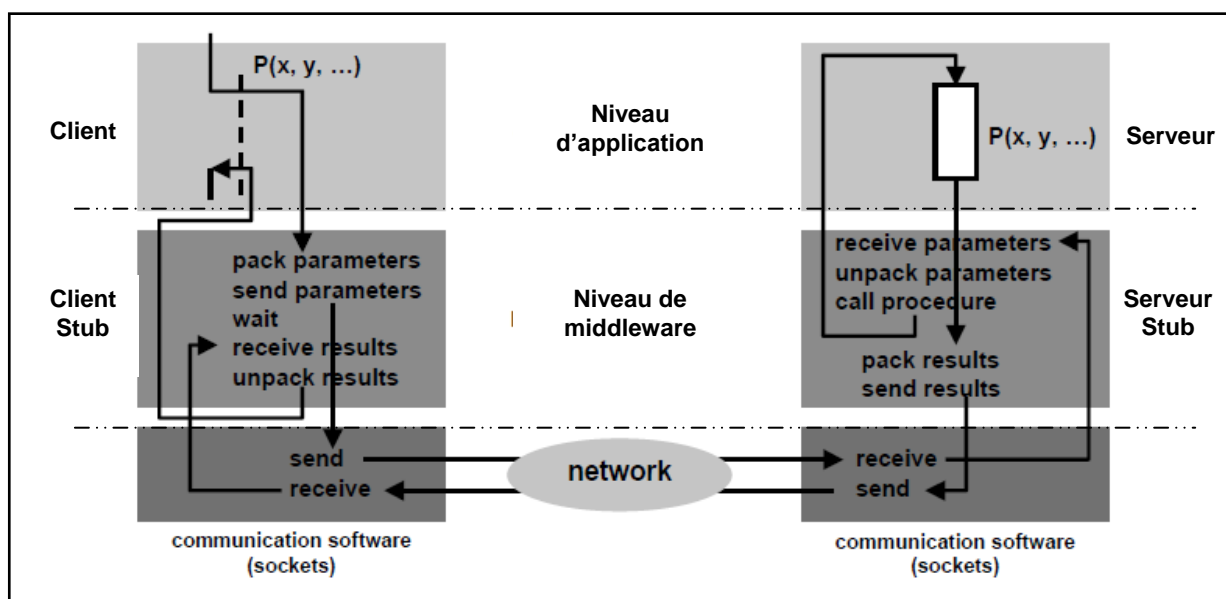 P(x, y, …)
Client
Niveau
d’application
P(x, y, …)
Serveur
Client
Stub
pack parameters
send parameters
wait
receive results
unpack results
Niveau de
middleware
receive parameters
unpack parameters
call procedure
pack results
send results
Serveur
Stub
send
receive
network
receive
send
communication software
(sockets)
communication software
(sockets)